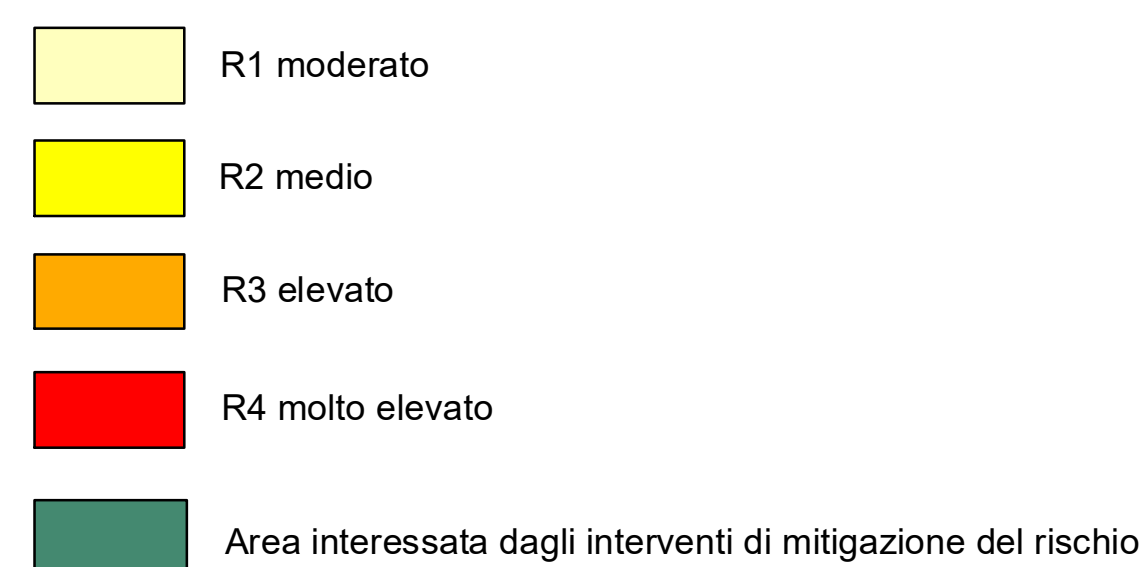 R1 moderato
R2 medio
R3 elevato
R4 molto elevato
Area interessata dagli interventi di mitigazione del rischio